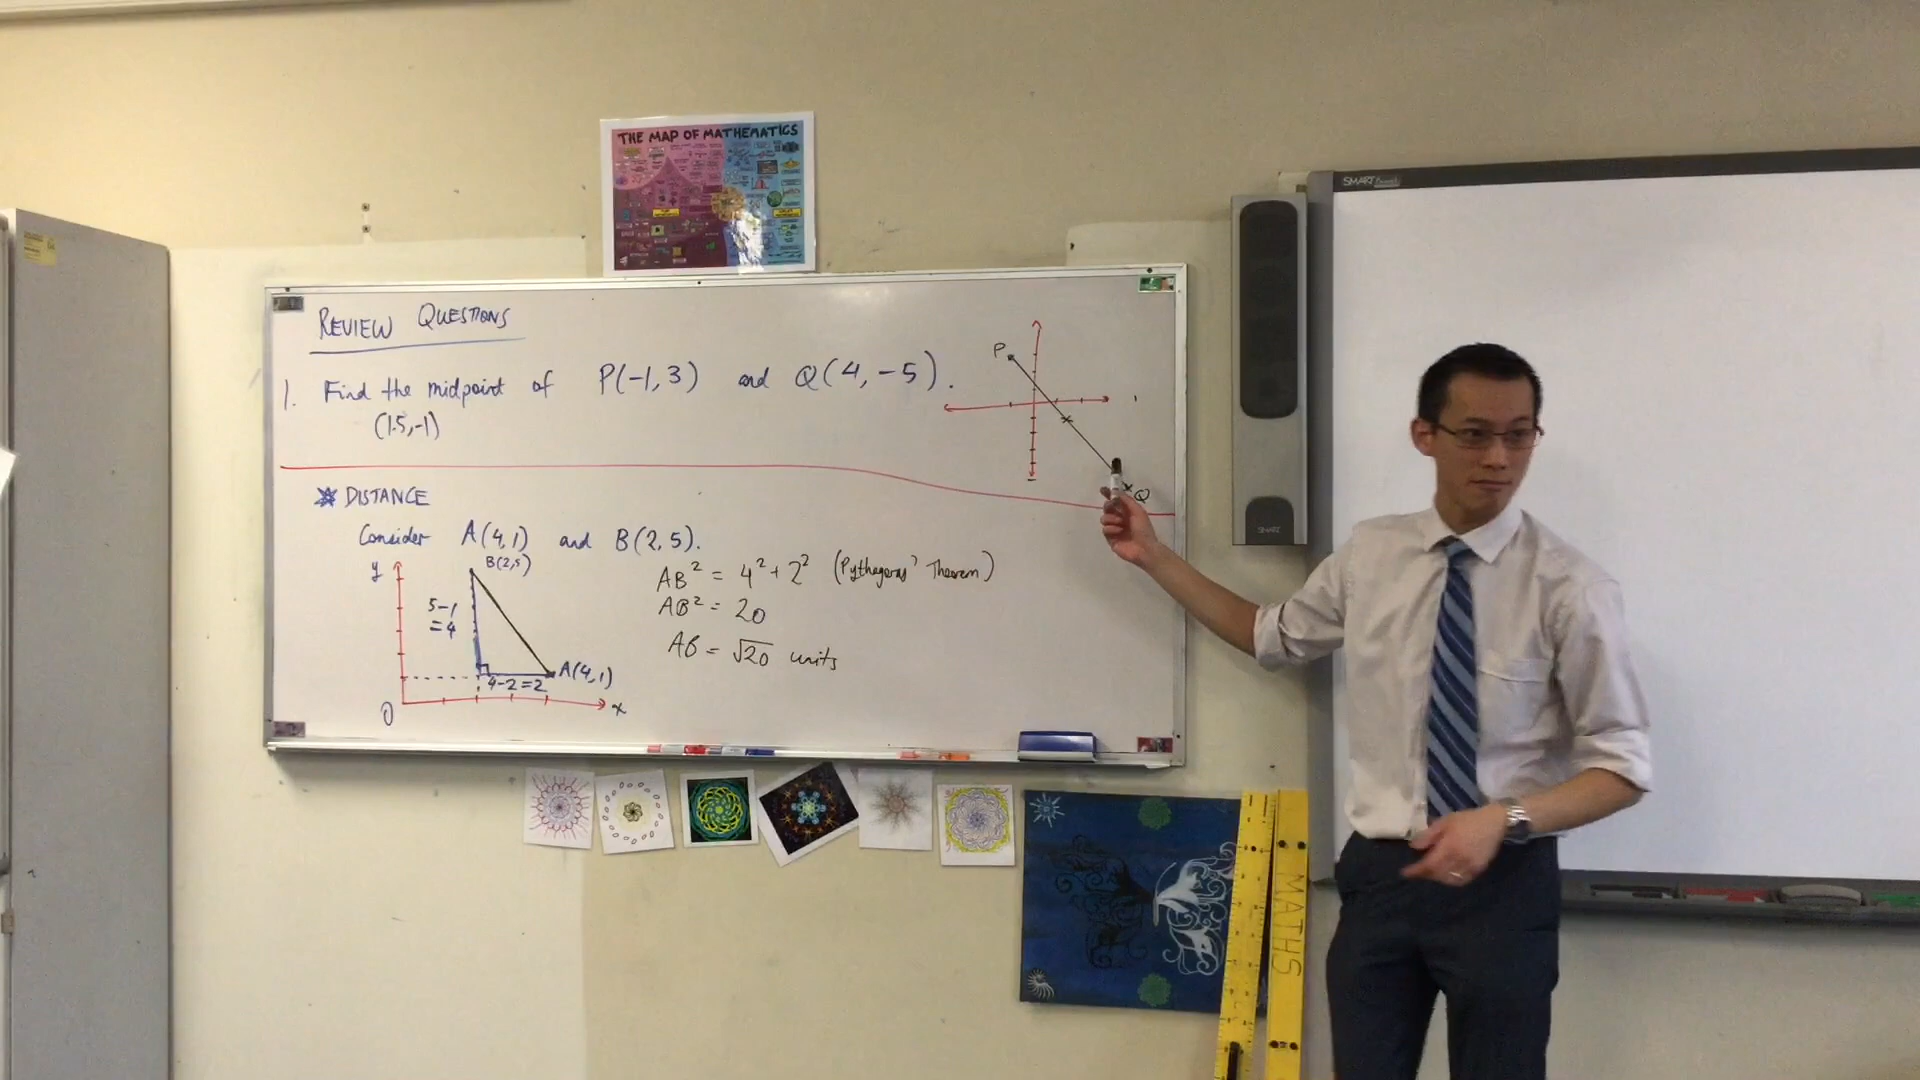 THE MAP OF MATHEMATICS
SMART Board
REVIEW QUESTIONS
1. Find the midpoint of P(-1, 3) and Q(4, -5).
(1.5, -1)
P
Q
DISTANCE
Consider A(4,1) and B(2,5).
y
B(2,5)
5-1
=4
A(4,1)
4-2=2
O
x
AB² = 4² + 2² (Pythagoras' Theorem)
AB² = 20
AB = √20 units
SMART
MATHS